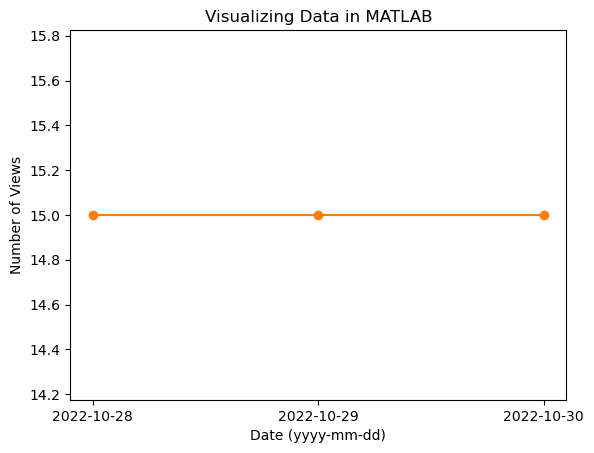 Visualizing Data in MATLAB
15.8
15.6
15.4
15.2
15.0
14.8
14.6
14.4
14.2
Number of Views
2022-10-28 2022-10-29 2022-10-30
Date (yyyy-mm-dd)